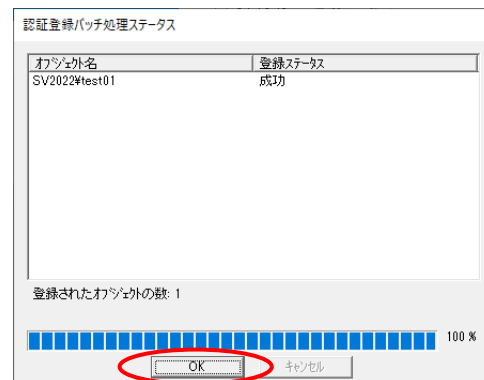 認証登録バッチ処理ステータス
オブジェクト名 登録ステータス
SV2022¥test01 成功
登録されたオブジェクトの数: 1
100 %
OK キャンセル